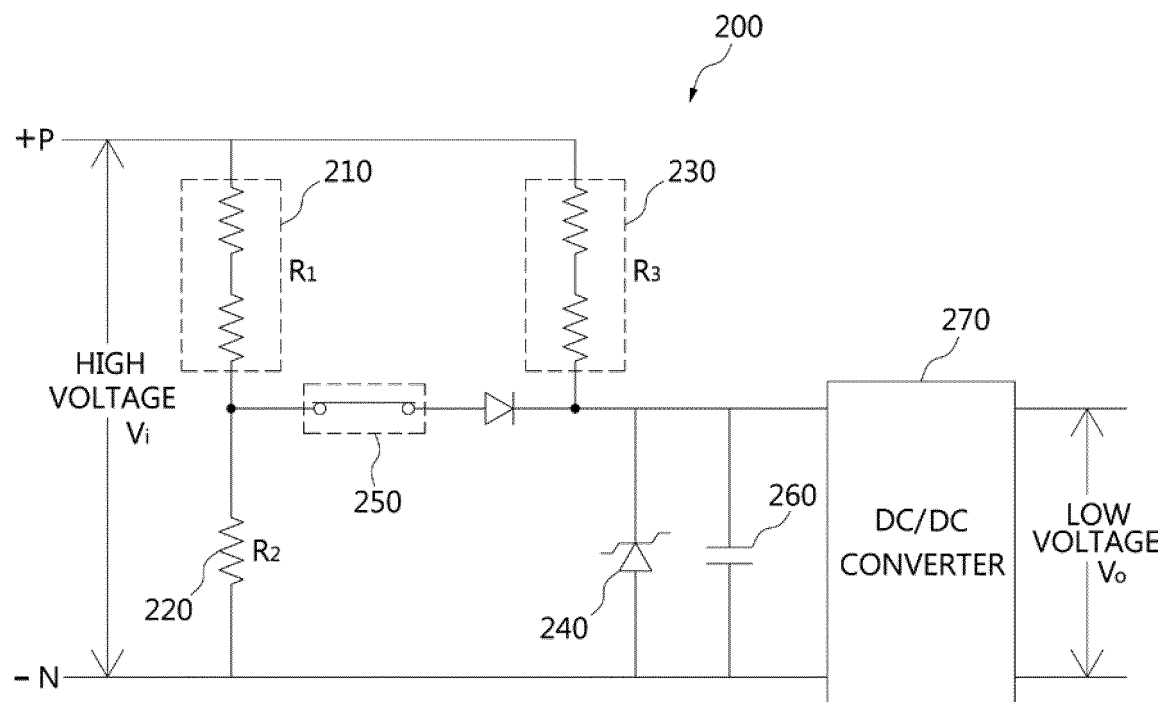 200
+P
210
230
R1
R3
270
HIGH
VOLTAGE
Vi
250
260
DC/DC
CONVERTER
LOW
VOLTAGE
Vo
R2
220
240
- N